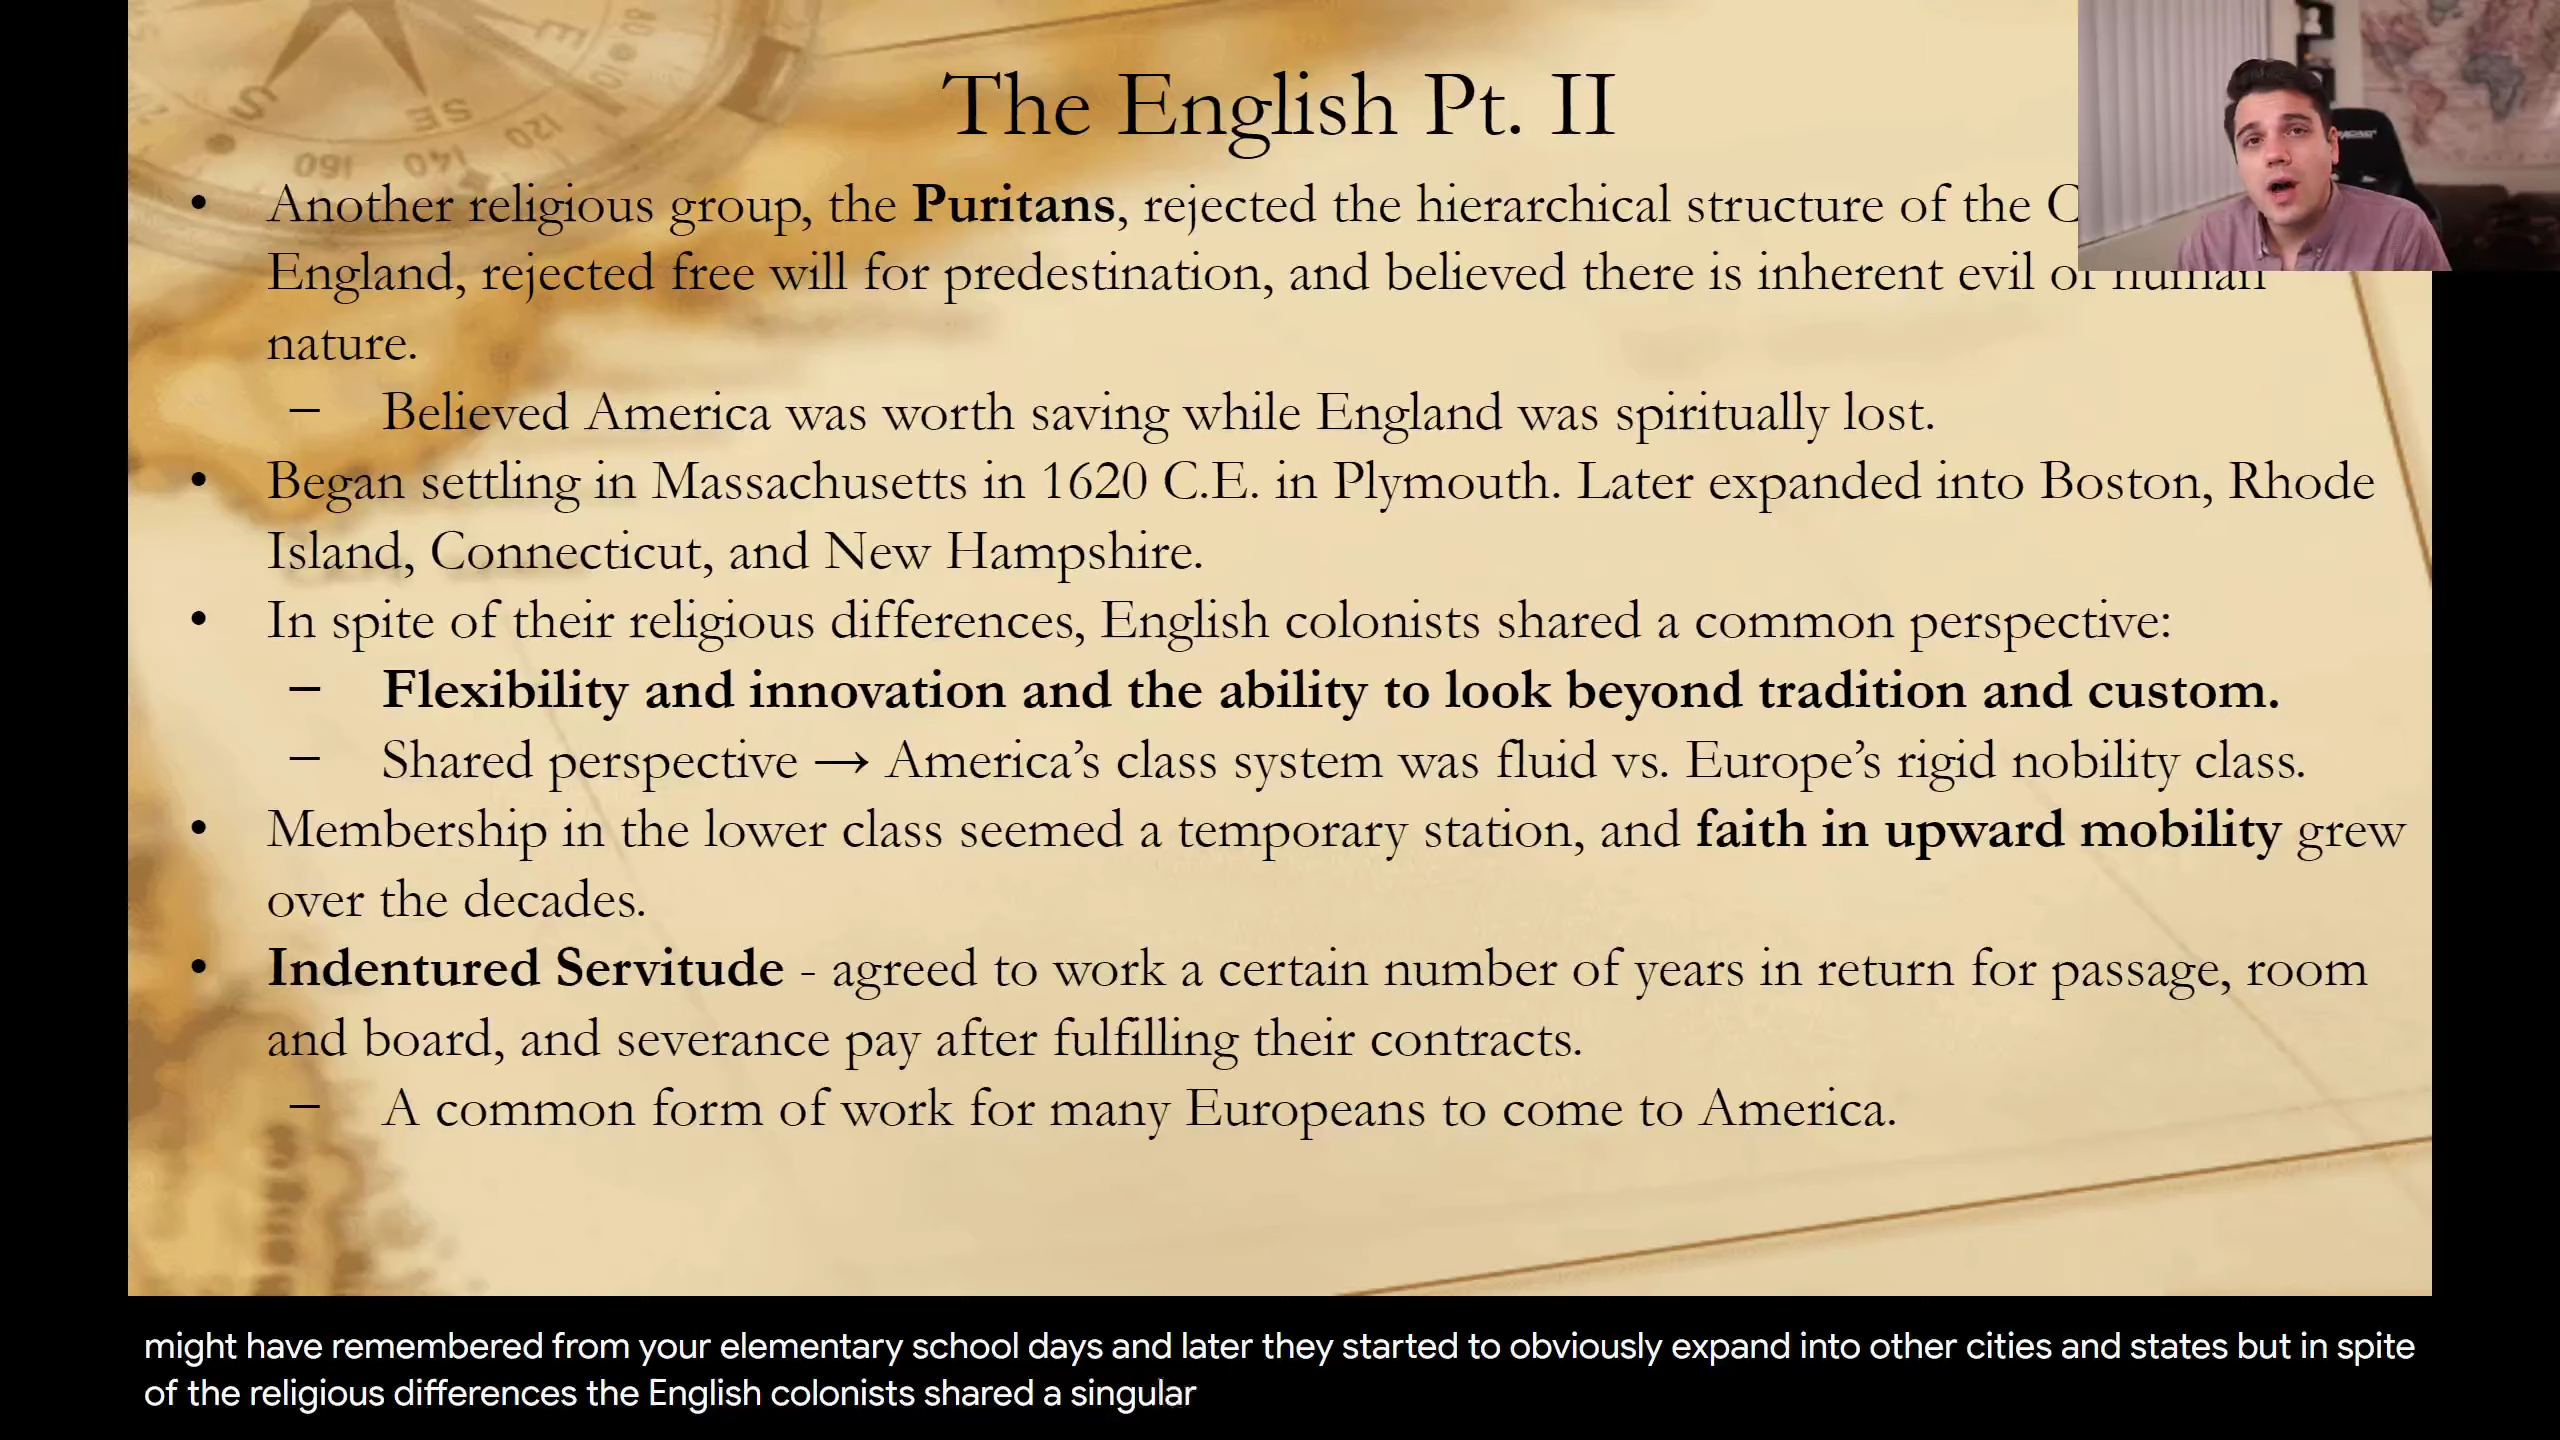 The English Pt. II
• Another religious group, the Puritans, rejected the hierarchical structure of the
England, rejected free will for predestination, and believed there is inherent evil of human
nature.
– Believed America was worth saving while England was spiritually lost.
• Began settling in Massachusetts in 1620 C.E. in Plymouth. Later expanded into Boston, Rhode
Island, Connecticut, and New Hampshire.
• In spite of their religious differences, English colonists shared a common perspective:
– Flexibility and innovation and the ability to look beyond tradition and custom.
– Shared perspective → America’s class system was fluid vs. Europe’s rigid nobility class.
• Membership in the lower class seemed a temporary station, and faith in upward mobility grew
over the decades.
• Indentured Servitude - agreed to work a certain number of years in return for passage, room
and board, and severance pay after fulfilling their contracts.
– A common form of work for many Europeans to come to America.
might have remembered from your elementary school days and later they started to obviously expand into other cities and states but in spite
of the religious differences the English colonists shared a singular